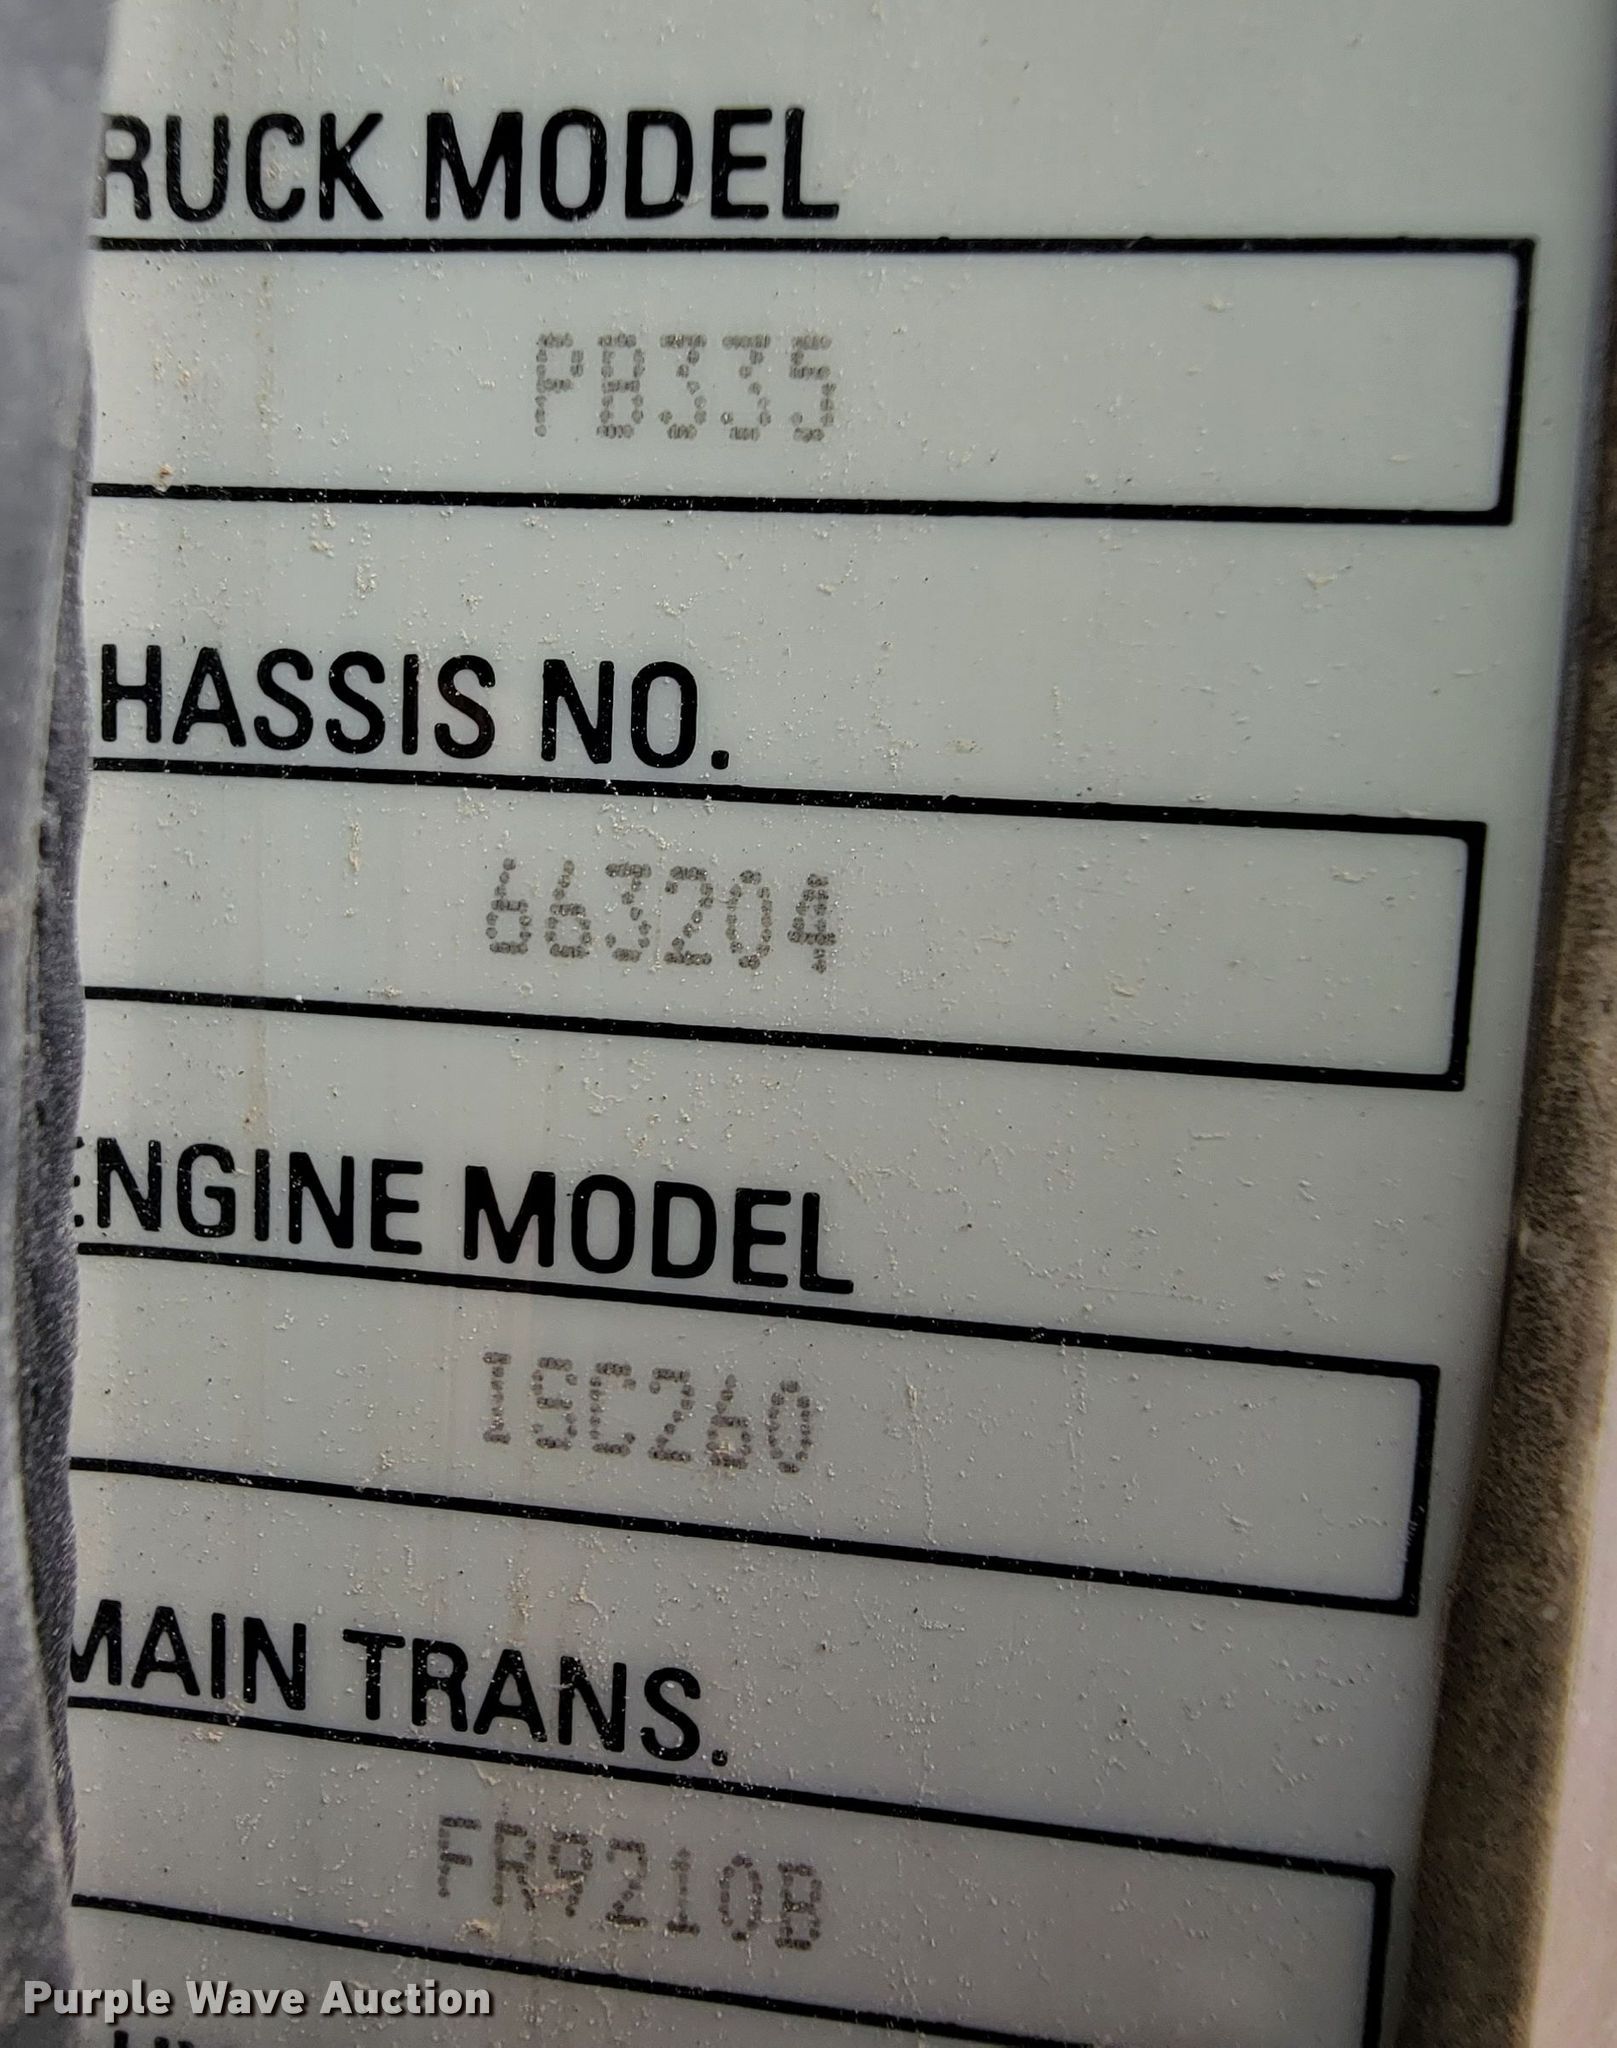 RUCK MODEL
PB335
HASSIS NO.
663204
ENGINE MODEL
ISC260
MAIN TRANS.
FR9210B
Purple Wave Auction